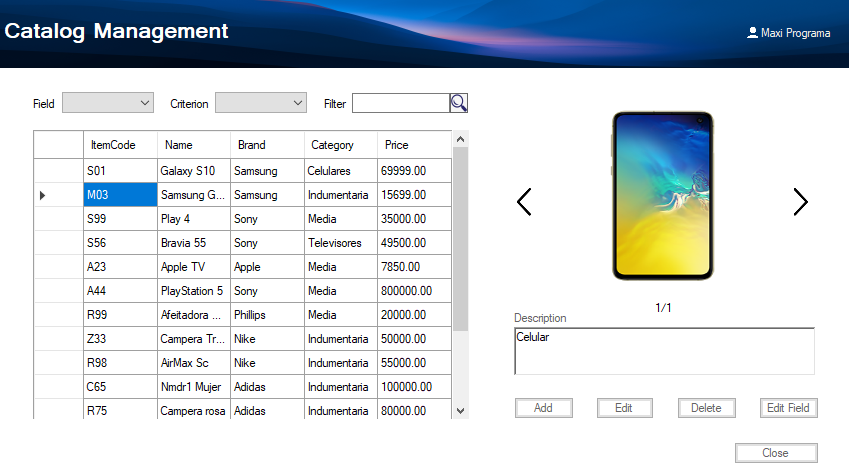 Catalog Management
Maxi Programa
Field Criterion Filter
ItemCode Name Brand Category Price
S01 Galaxy S10 Samsung Celulares 69999.00
M03 Samsung G... Samsung Indumentaria 15699.00
S99 Play 4 Sony Media 35000.00
S56 Bravia 55 Sony Televisores 49500.00
A23 Apple TV Apple Media 7850.00
A44 PlayStation 5 Sony Media 800000.00
R99 Afeitadora ... Phillips Media 20000.00
Z33 Campera Tr... Nike Indumentaria 50000.00
R98 AirMax Sc Nike Indumentaria 55000.00
C65 Nmdr1 Mujer Adidas Indumentaria 100000.00
R75 Campera rosa Adidas Indumentaria 80000.00
1/1
Description
Celular
Add Edit Delete Edit Field
Close